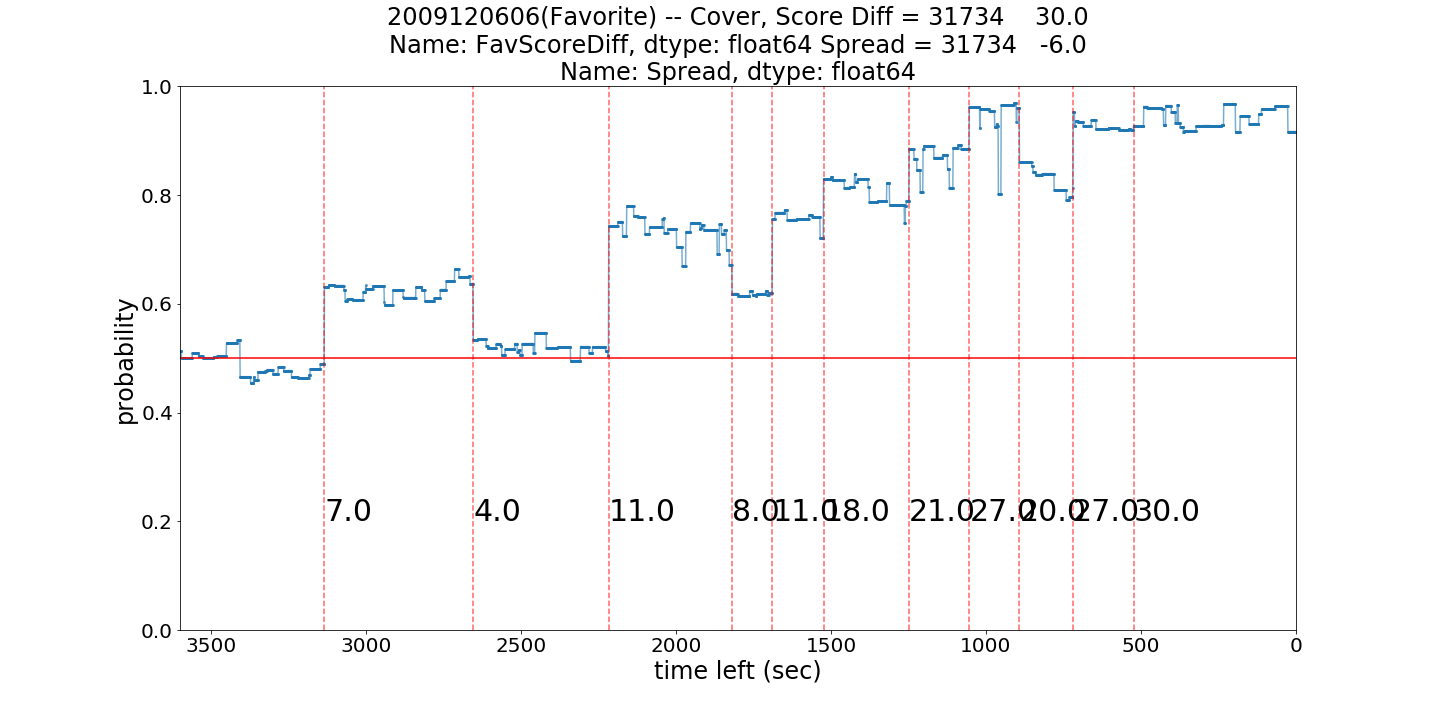 2009120606(Favorite) -- Cover, Score Diff = 31734    30.0
Name: FavScoreDiff, dtype: float64 Spread = 31734   -6.0
Name: Spread, dtype: float64
1.0
0.8
0.6
0.4
0.2
0.0
probability
7.0 4.0 11.0 8.0 11.0 18.0 21.0 27.0 20.0 27.0 30.0
3500 3000 2500 2000 1500 1000 500 0
time left (sec)